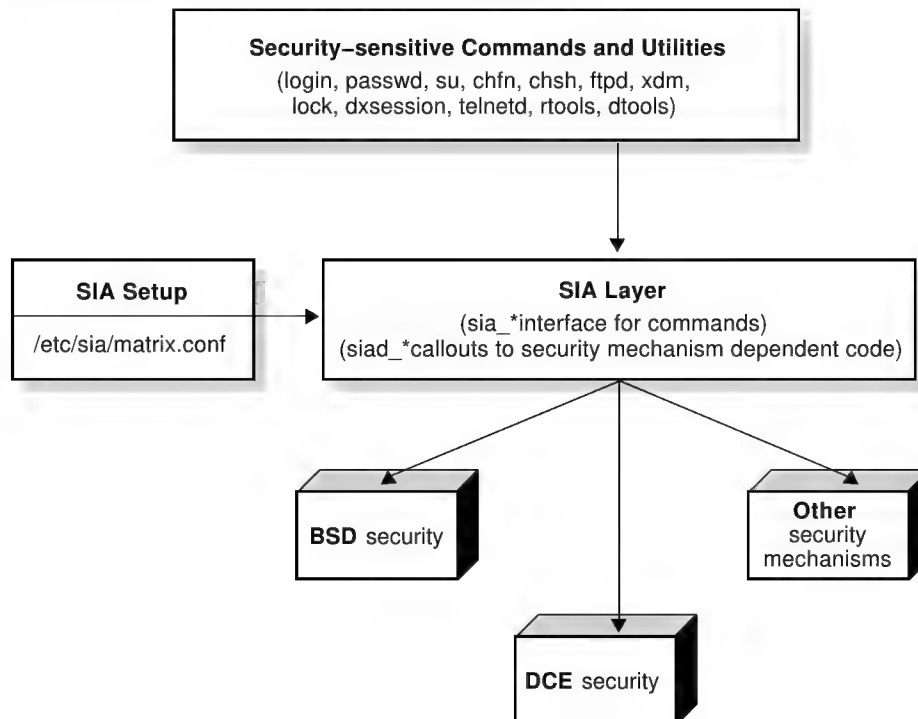 Security–sensitive Commands and Utilities
(login, passwd, su, chfn, chsh, ftpd, xdm,
lock, dxsession, telnetd, rtools, dtools)
SIA Setup
/etc/sia/matrix.conf
SIA Layer
(sia_*interface for commands)
(siad_*callouts to security mechanism dependent code)
BSD security
Other
security
mechanisms
DCE security